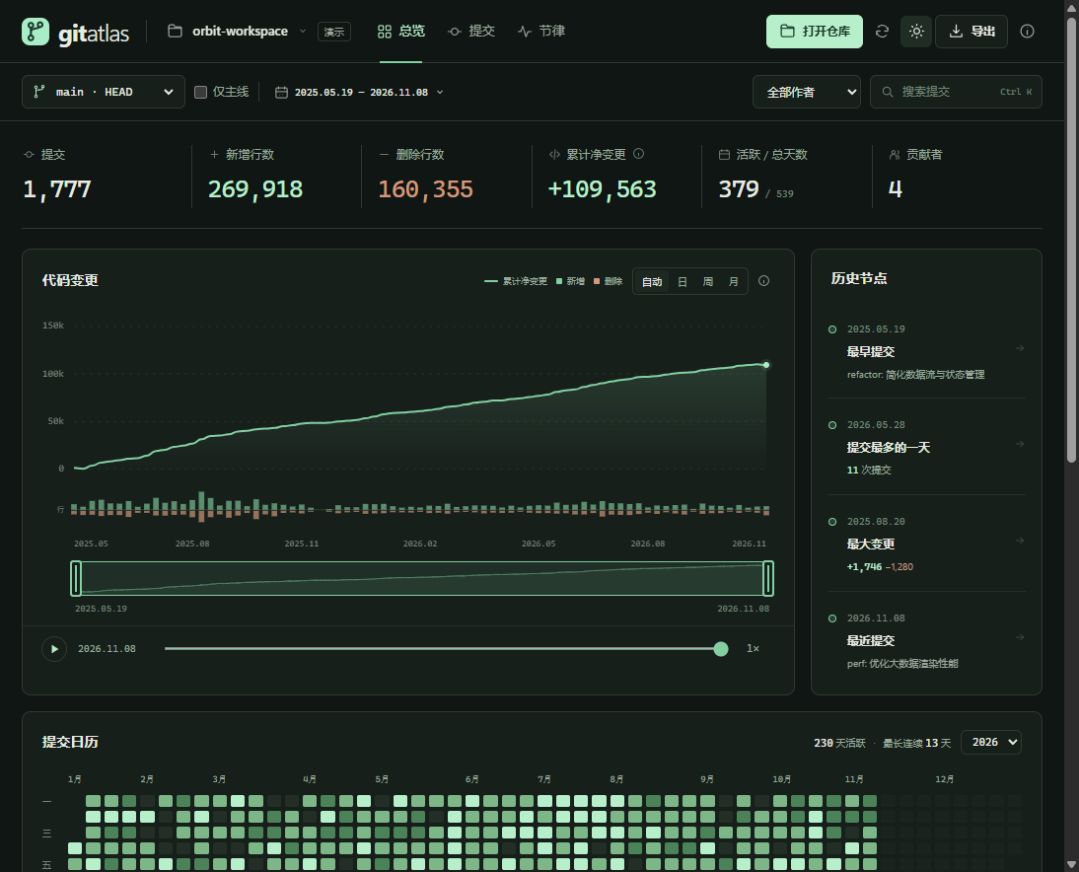 gitatlas orbit-workspace 演示 总览 提交 节律 打开仓库 导出
main · HEAD 仅主线 2025.05.19 — 2026.11.08 全部作者 搜索提交 Ctrl K
提交 新增行数 删除行数 累计净变更 活跃 / 总天数 贡献者
1,777 269,918 160,355 +109,563 379 / 539 4
代码变更
累计净变更 新增 删除 自动 日 周 月
150k
100k
50k
0
行
2025.05 2025.08 2025.11 2026.02 2026.05 2026.08 2026.11
2025.05.19 2026.11.08
2026.11.08 1×
历史节点
2025.05.19
最早提交
refactor: 简化数据流与状态管理
2026.05.28
提交最多的一天
11 次提交
2025.08.20
最大变更
+1,746 −1,280
2026.11.08
最近提交
perf: 优化大数据渲染性能
提交日历
230 天活跃 · 最长连续 13 天 2026
1月 2月 3月 4月 5月 6月 7月 8月 9月 10月 11月 12月
一
三
五